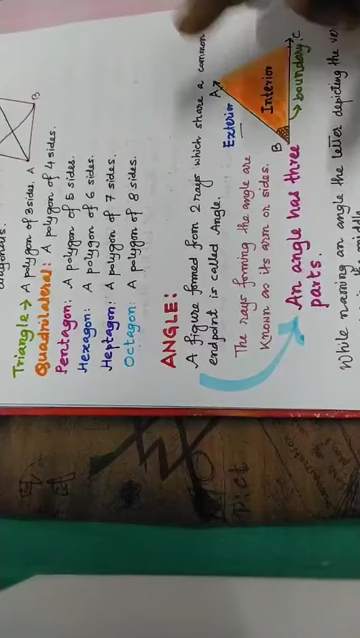 diagonals.
B
A
Triangle → A polygon of 3 sides.
Quadrilateral: A polygon of 4 sides.
Pentagon: A polygon of 5 sides.
Hexagon: A polygon of 6 sides.
Heptagon: A polygon of 7 sides.
Octagon: A polygon of 8 sides.
ANGLE:
A figure formed from 2 rays which share a common
endpoint is called Angle.
The rays forming the angle are
known as its arm or sides.
A
Exterior
Interior
B
C
boundary.
An angle has three
parts.
While naming an angle the letter depicting the
middle